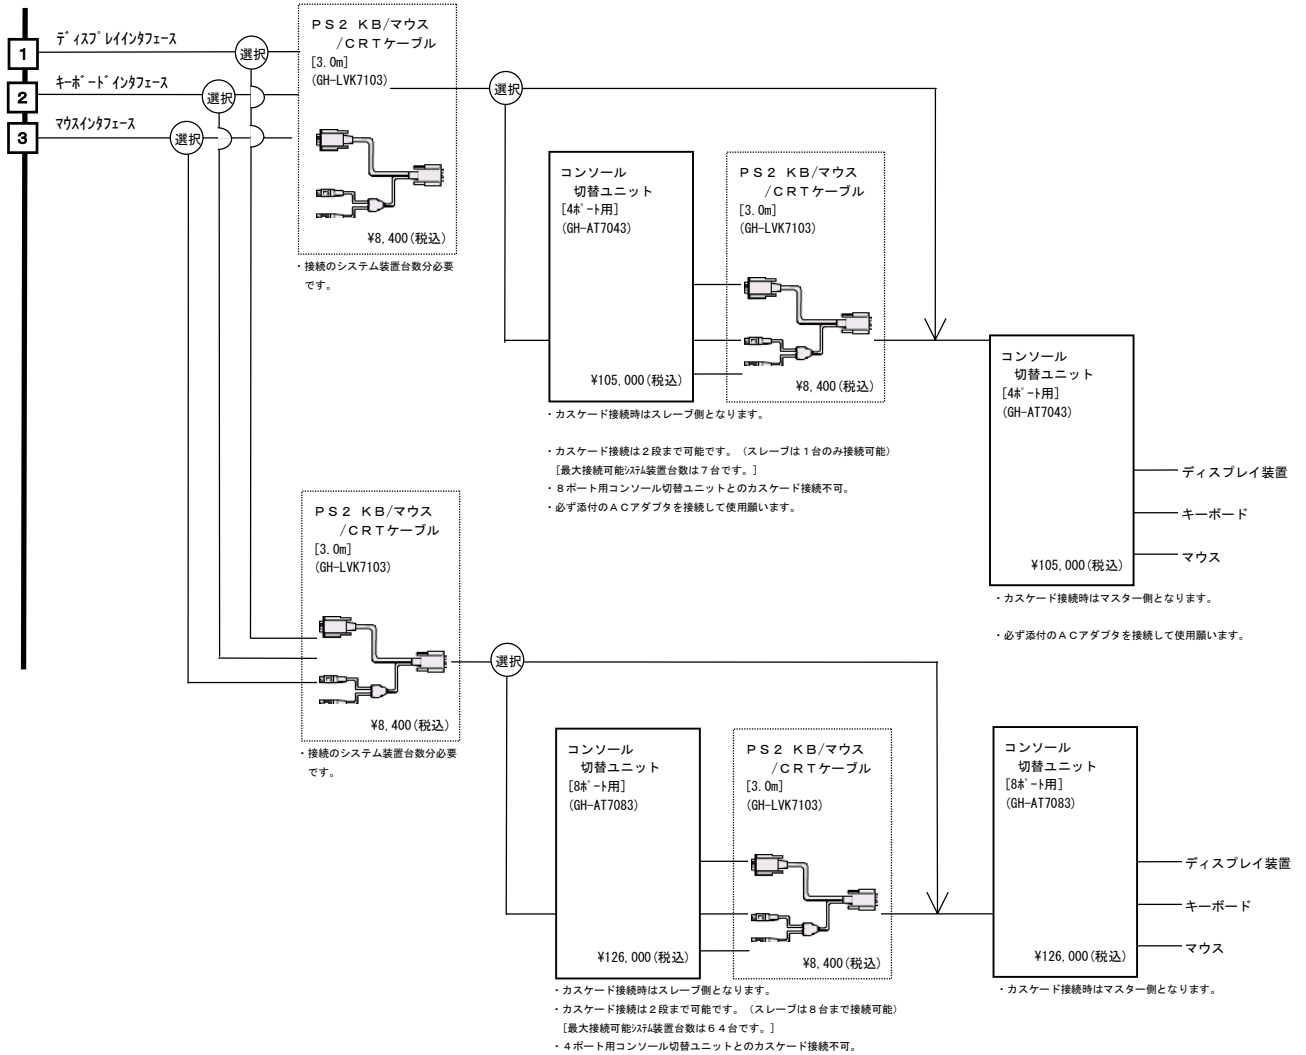 1
ﾃﾞｨｽﾌﾟﾚｲｲﾝﾀﾌｪｰｽ
選択
2
ｷｰﾎﾞｰﾄﾞｲﾝﾀﾌｪｰｽ
選択
3
ﾏｳｽｲﾝﾀﾌｪｰｽ
選択
ＰＳ２ ＫＢ/マウス
/ＣＲＴケーブル
[3.0m]
(GH-LVK7103)
¥8,400(税込)
・接続のシステム装置台数分必要
です。
選択
コンソール
切替ユニット
[4ﾎﾟｰﾄ用]
(GH-AT7043)
¥105,000(税込)
・カスケード接続時はスレーブ側となります。
・カスケード接続は２段まで可能です。（スレーブは１台のみ接続可能）
[最大接続可能ｼｽﾃﾑ装置台数は７台です。]
・８ポート用コンソール切替ユニットとのカスケード接続不可。
・必ず添付のＡＣアダプタを接続して使用願います。
ＰＳ２ ＫＢ/マウス
/ＣＲＴケーブル
[3.0m]
(GH-LVK7103)
¥8,400(税込)
コンソール
切替ユニット
[4ﾎﾟｰﾄ用]
(GH-AT7043)
¥105,000(税込)
ディスプレイ装置
キーボード
マウス
・カスケード接続時はマスター側となります。
・必ず添付のＡＣアダプタを接続して使用願います。
ＰＳ２ ＫＢ/マウス
/ＣＲＴケーブル
[3.0m]
(GH-LVK7103)
¥8,400(税込)
・接続のシステム装置台数分必要
です。
選択
コンソール
切替ユニット
[8ﾎﾟｰﾄ用]
(GH-AT7083)
¥126,000(税込)
・カスケード接続時はスレーブ側となります。
・カスケード接続は２段まで可能です。（スレーブは８台まで接続可能）
[最大接続可能ｼｽﾃﾑ装置台数は６４台です。]
・４ポート用コンソール切替ユニットとのカスケード接続不可。
ＰＳ２ ＫＢ/マウス
/ＣＲＴケーブル
[3.0m]
(GH-LVK7103)
¥8,400(税込)
コンソール
切替ユニット
[8ﾎﾟｰﾄ用]
(GH-AT7083)
¥126,000(税込)
ディスプレイ装置
キーボード
マウス
・カスケード接続時はマスター側となります。